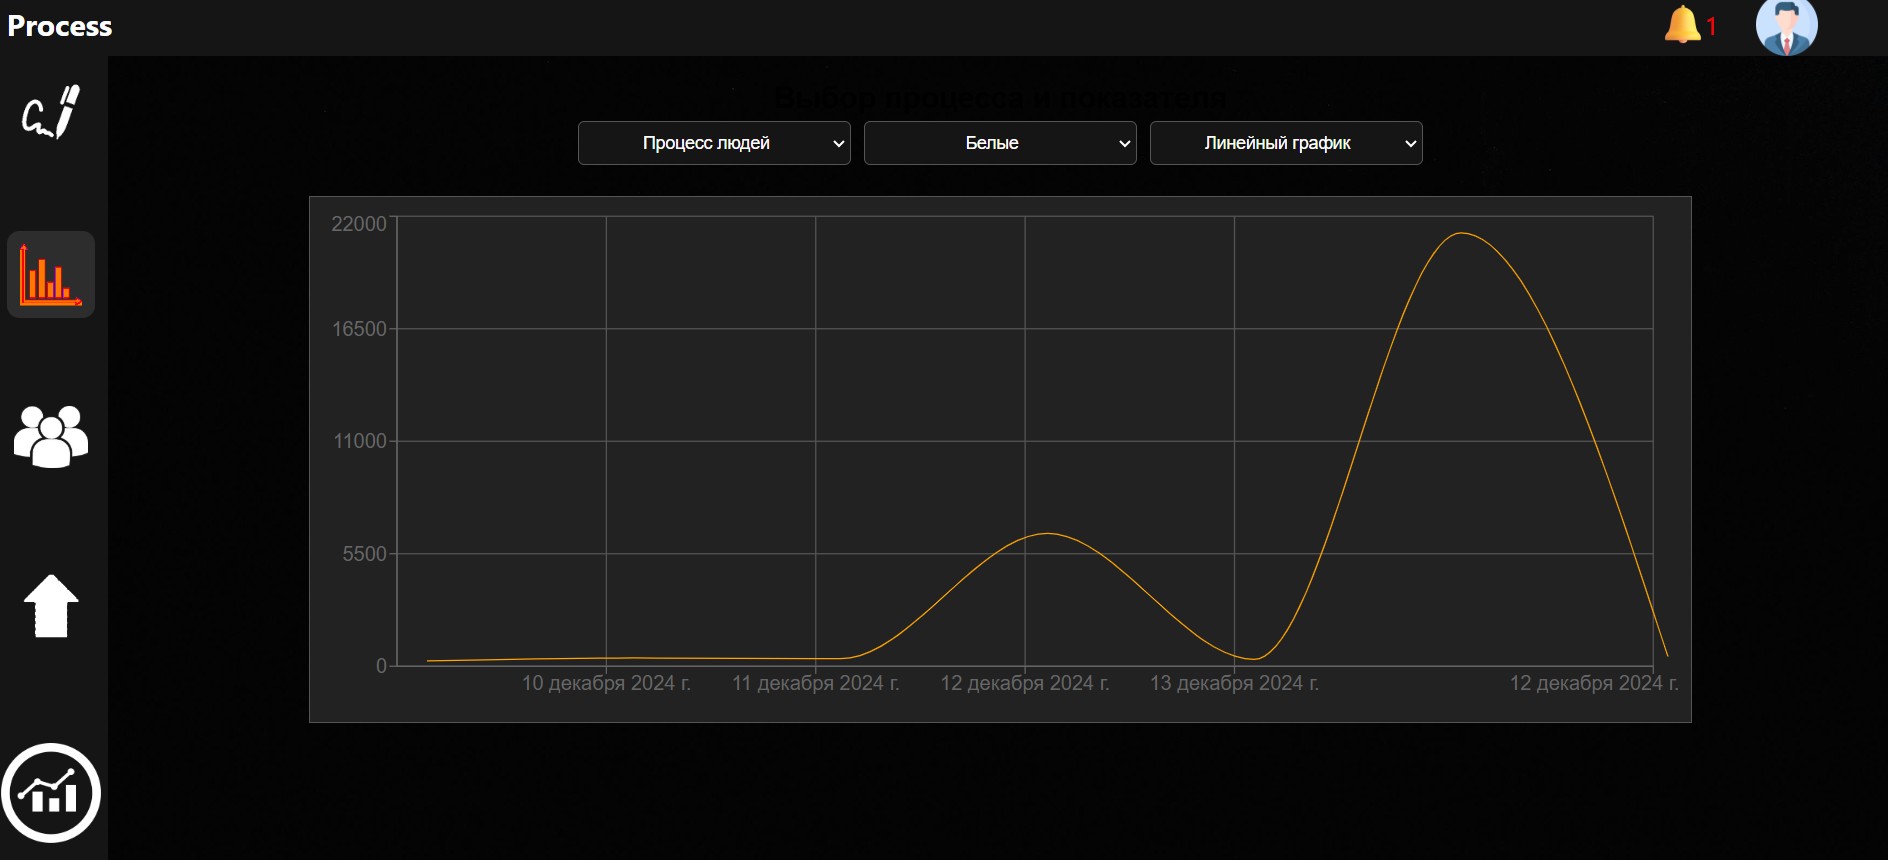 Process
1
Выбор процесса и показателя
Процесс людей
Белые
Линейный график
22000
16500
11000
5500
0
10 декабря 2024 г.
11 декабря 2024 г.
12 декабря 2024 г.
13 декабря 2024 г.
12 декабря 2024 г.